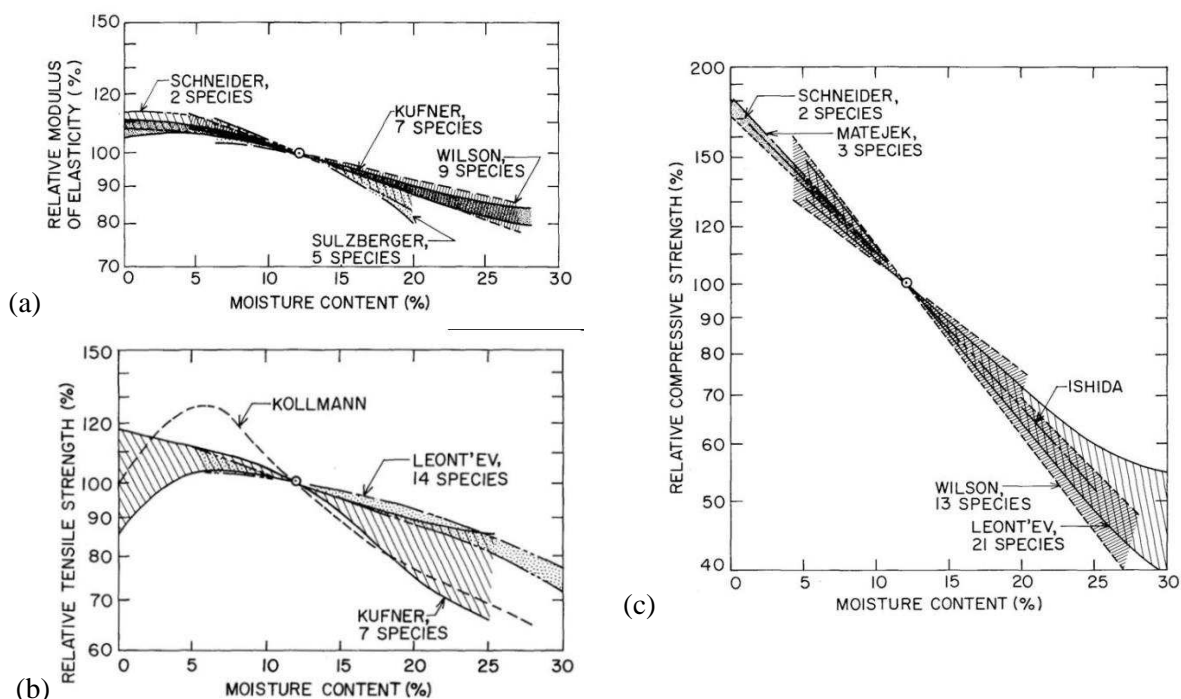 150
120
100
90
80
70
RELATIVE MODULUS
OF ELASTICITY (%)
SCHNEIDER,
2 SPECIES
KUFNER,
7 SPECIES
WILSON,
9 SPECIES
SULZBERGER,
5 SPECIES
0 5 10 15 20 25 30
MOISTURE CONTENT (%)
(a)
150
120
100
90
80
70
60
RELATIVE TENSILE STRENGTH (%)
KOLLMANN
LEONT'EV,
14 SPECIES
KUFNER,
7 SPECIES
0 5 10 15 20 25 30
MOISTURE CONTENT (%)
(b)
200
150
130
120
100
90
80
70
60
50
40
RELATIVE COMPRESSIVE STRENGTH (%)
SCHNEIDER,
2 SPECIES
MATEJEK,
3 SPECIES
ISHIDA
WILSON,
13 SPECIES
LEONT'EV,
21 SPECIES
0 5 10 15 20 25 30
MOISTURE CONTENT (%)
(c)